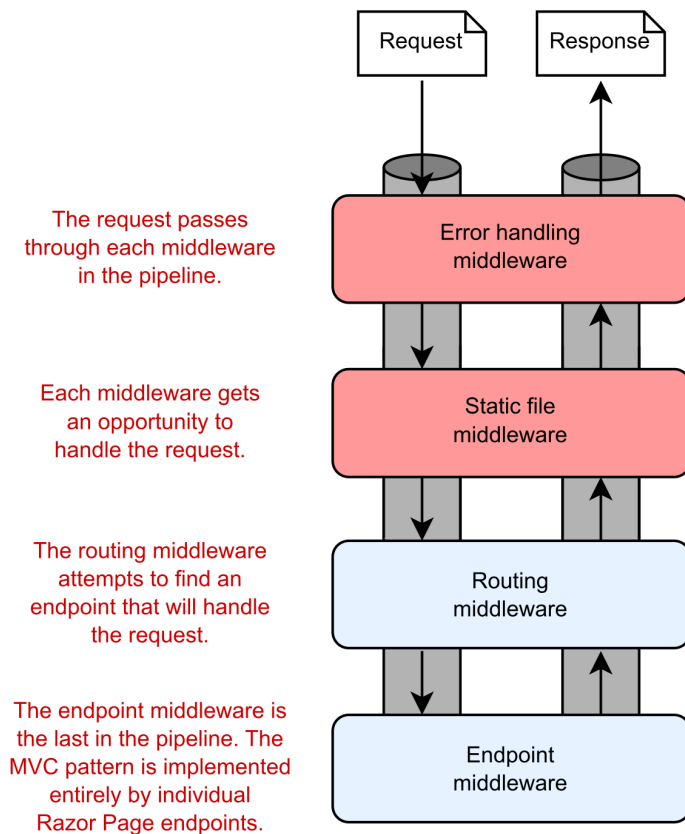 Request
Response
The request passes
through each middleware
in the pipeline.
Error handling
middleware
Each middleware gets
an opportunity to
handle the request.
Static file
middleware
The routing middleware
attempts to find an
endpoint that will handle
the request.
Routing
middleware
The endpoint middleware is
the last in the pipeline. The
MVC pattern is implemented
entirely by individual
Razor Page endpoints.
Endpoint
middleware